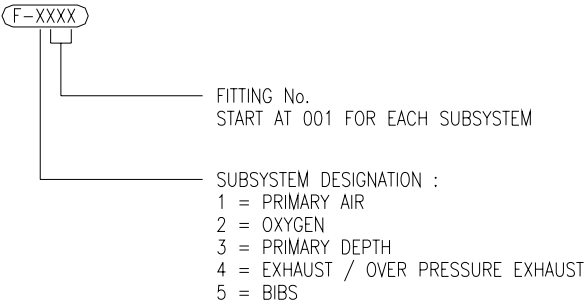 F-XXXX
FITTING No.
START AT 001 FOR EACH SUBSYSTEM
SUBSYSTEM DESIGNATION :
1 = PRIMARY AIR
2 = OXYGEN
3 = PRIMARY DEPTH
4 = EXHAUST / OVER PRESSURE EXHAUST
5 = BIBS